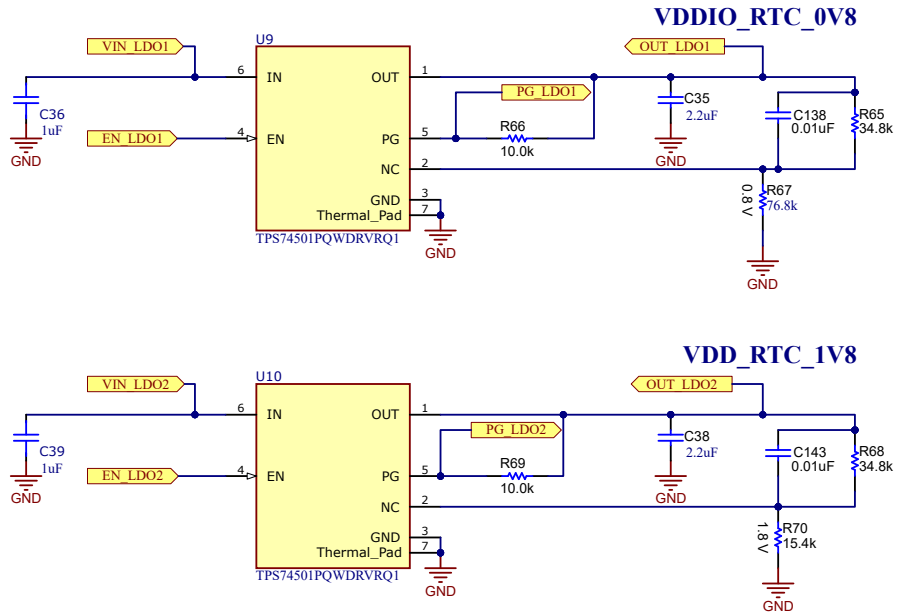 VDDIO_RTC_0V8
U9
VIN_LDO1
OUT_LDO1
6 IN
OUT 1
C36
1uF
GND
PG_LDO1
C35
2.2uF
GND
C138
0.01uF
R65
34.8k
EN_LDO1
4 EN
PG 5
R66
10.0k
NC 2
GND 3
Thermal_Pad 7
GND
TPS74501PQWDRVRQ1
0.8 V
R67
76.8k
GND
VDD_RTC_1V8
U10
VIN_LDO2
OUT_LDO2
6 IN
OUT 1
C39
1uF
GND
PG_LDO2
C38
2.2uF
GND
C143
0.01uF
R68
34.8k
EN_LDO2
4 EN
PG 5
R69
10.0k
NC 2
GND 3
Thermal_Pad 7
GND
TPS74501PQWDRVRQ1
1.8 V
R70
15.4k
GND